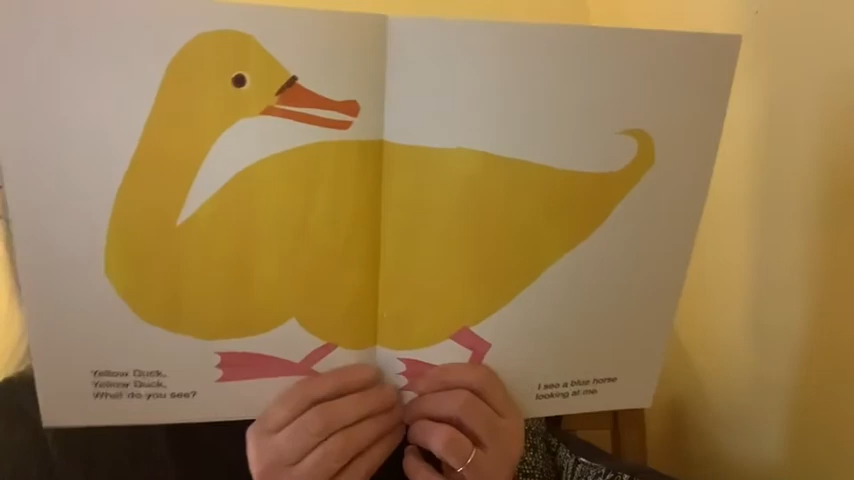 Yellow Duck,
Yellow Duck,
What do you see?
I see a blue horse
looking at me.